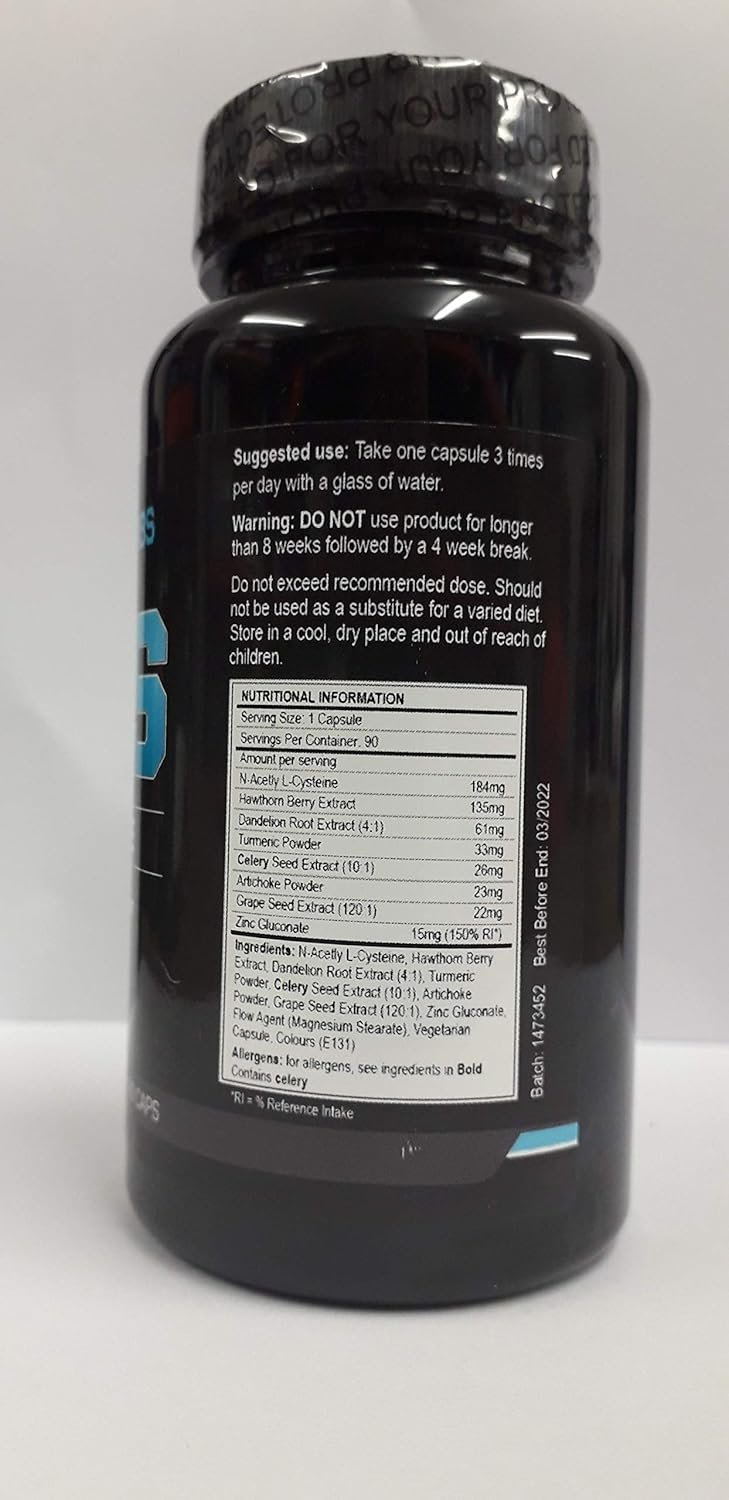 FOR YOUR PRO
Suggested use: Take one capsule 3 times
per day with a glass of water.
Warning: DO NOT use product for longer
than 8 weeks followed by a 4 week break.
Do not exceed recommended dose. Should
not be used as a substitute for a varied diet.
Store in a cool, dry place and out of reach of
children.
NUTRITIONAL INFORMATION
Serving Size: 1 Capsule
Servings Per Container: 90
Amount per serving
N-Acetly L-Cysteine 184mg
Hawthorn Berry Extract 135mg
Dandelion Root Extract (4:1) 61mg
Turmeric Powder 33mg
Celery Seed Extract (10:1) 26mg
Artichoke Powder 23mg
Grape Seed Extract (120:1) 22mg
Zinc Gluconate 15mg (150% RI*)
Ingredients: N-Acetly L-Cysteine, Hawthorn Berry
Extract, Dandelion Root Extract (4:1), Turmeric
Powder, Celery Seed Extract (10:1), Artichoke
Powder, Grape Seed Extract (120:1), Zinc Gluconate,
Flow Agent (Magnesium Stearate), Vegetarian
Capsule, Colours (E131)
Allergens: for allergens, see ingredients in Bold
Contains celery
*RI = % Reference Intake
Batch: 1473452 Best Before End: 03/2022
CAPS